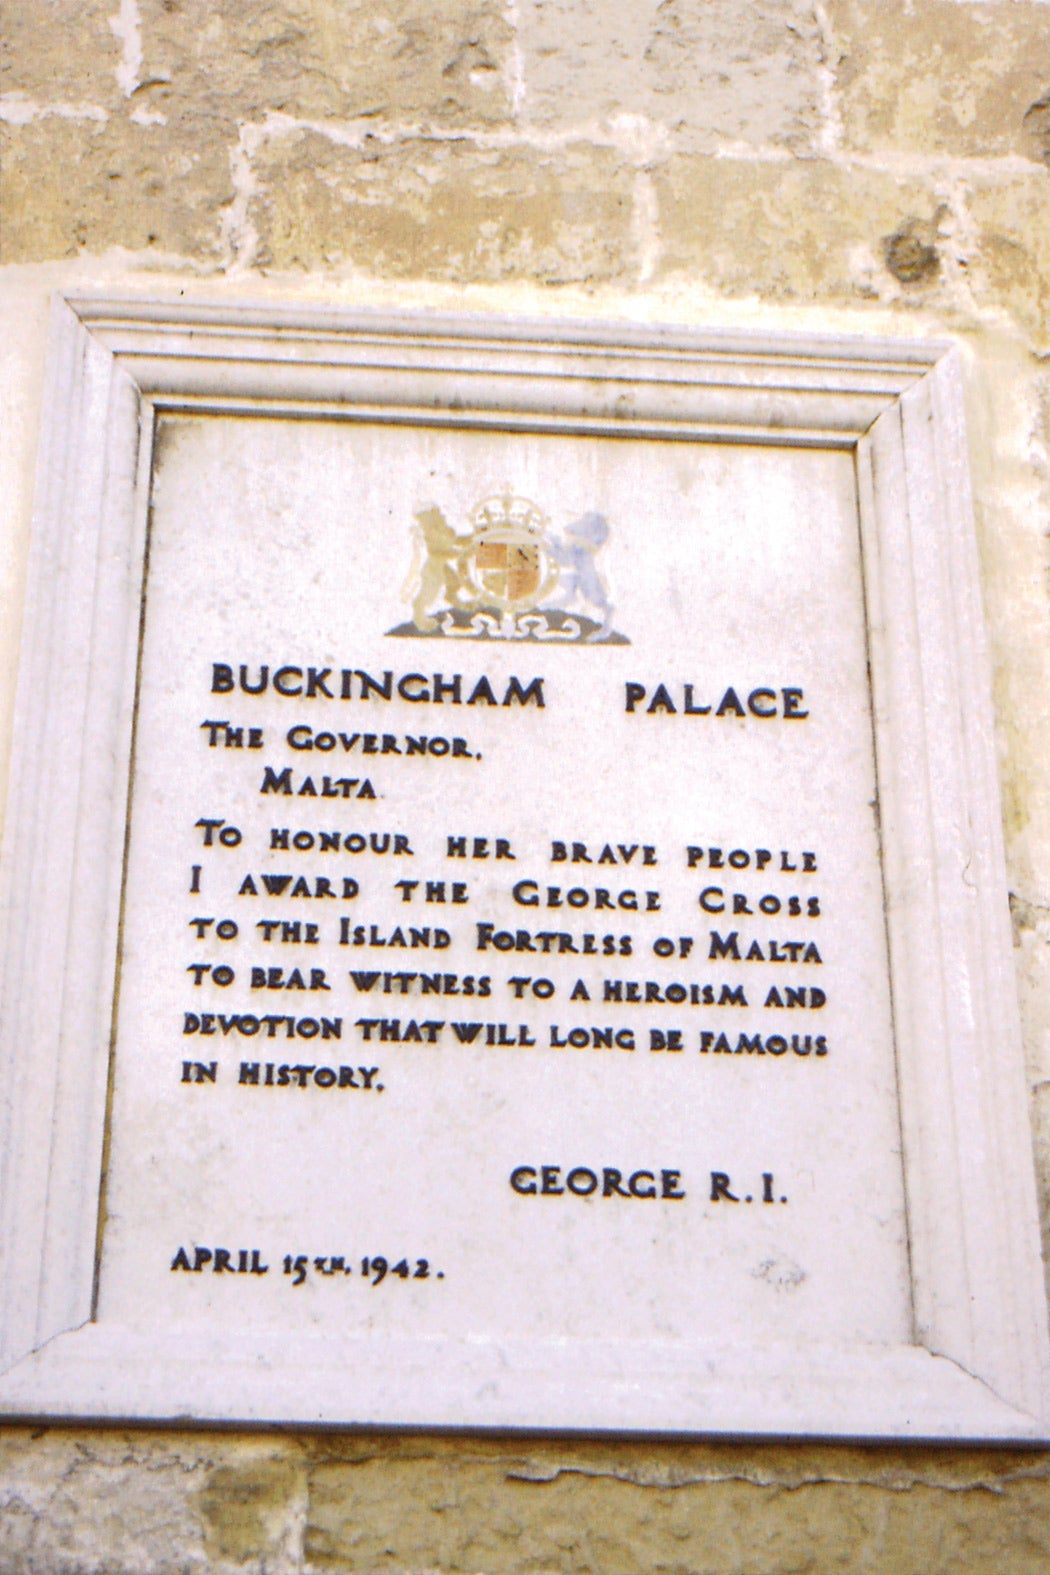 BUCKINGHAM PALACE
THE GOVERNOR,
MALTA.
TO HONOUR HER BRAVE PEOPLE
I AWARD THE GEORGE CROSS
TO THE ISLAND FORTRESS OF MALTA
TO BEAR WITNESS TO A HEROISM AND
DEVOTION THAT WILL LONG BE FAMOUS
IN HISTORY.
GEORGE R.I.
APRIL 15TH. 1942.